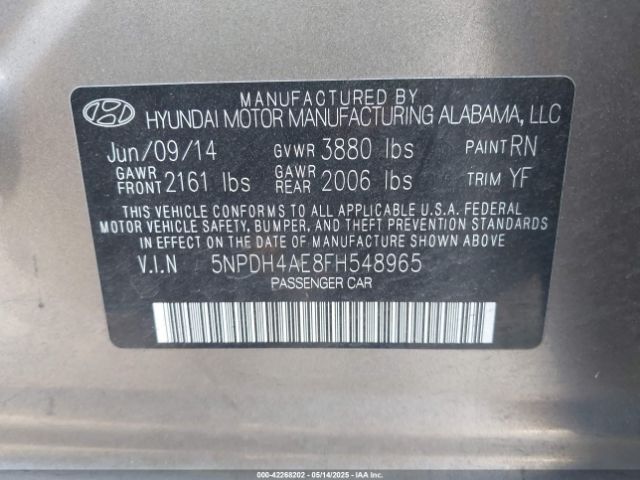 MANUFACTURED BY
HYUNDAI MOTOR MANUFACTURING ALABAMA, LLC
Jun/09/14 GVWR 3880 lbs PAINT RN
GAWR FRONT 2161 lbs GAWR REAR 2006 lbs TRIM YF
THIS VEHICLE CONFORMS TO ALL APPLICABLE U.S.A. FEDERAL
MOTOR VEHICLE SAFETY, BUMPER, AND THEFT PREVENTION STANDARDS
IN EFFECT ON THE DATE OF MANUFACTURE SHOWN ABOVE
V.I.N 5NPDH4AE8FH548965
PASSENGER CAR
000-42268202 - 05/14/2025 - IAAI.COM